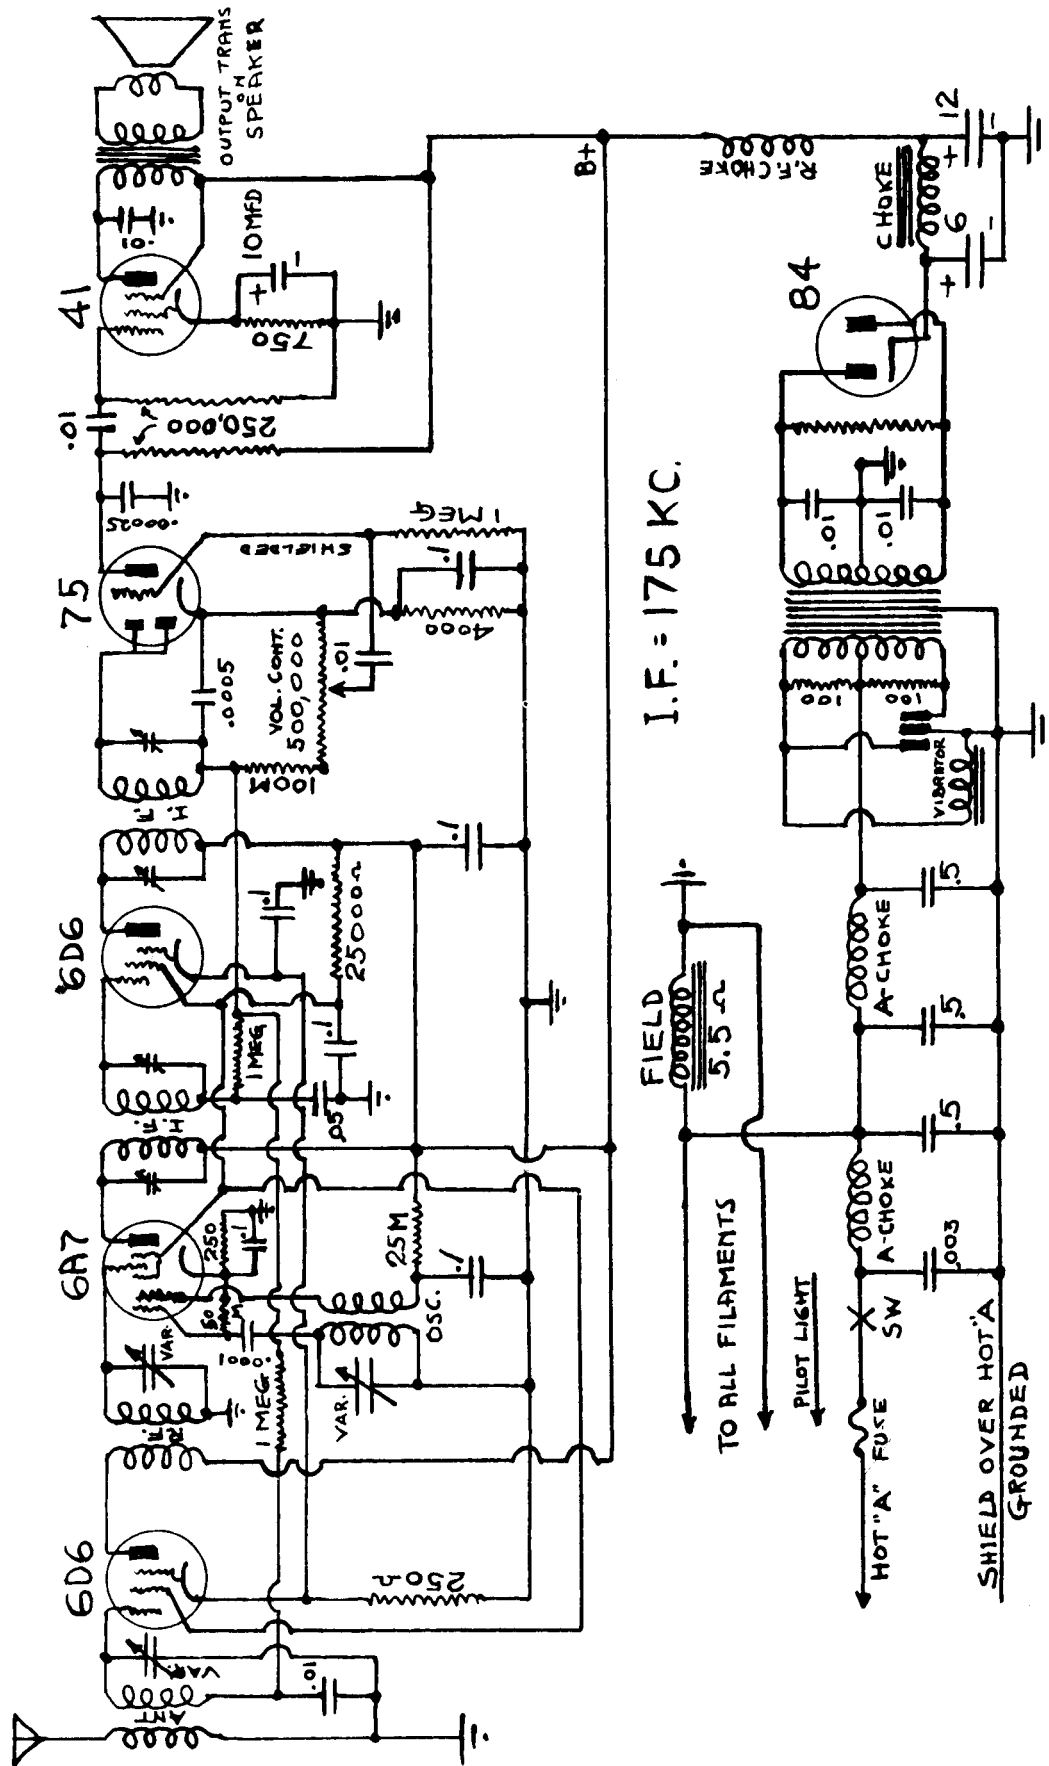 6D6
6A7
6D6
75
41
ANT
VAR.
.01
250Ω
R.F.
VAR.
1 MEG
.0001
50 M
250
.1
VAR.
OSC.
25M
.1
I.F.
1 MEG
.05
.1
.1
25000Ω
I.F.
.1
100M
.0005
VOL. CONT.
500,000
.01
SHIELDED
4000
.1
1 MEG
.00025
.01
250,000
750
10MFD
+
-
.01
OUTPUT TRANS
ON
SPEAKER
B+
R.F. CHOKE
I.F. = 175 KC.
FIELD
5.5 Ω
TO ALL FILAMENTS
PILOT LIGHT
HOT "A" FUSE
SW
A-CHOKE
A-CHOKE
.003
.5
.5
.5
VIBRATOR
100
100
.01
.01
84
CHOKE
6
12
+
-
+
-
SHIELD OVER HOT "A"
GROUNDED